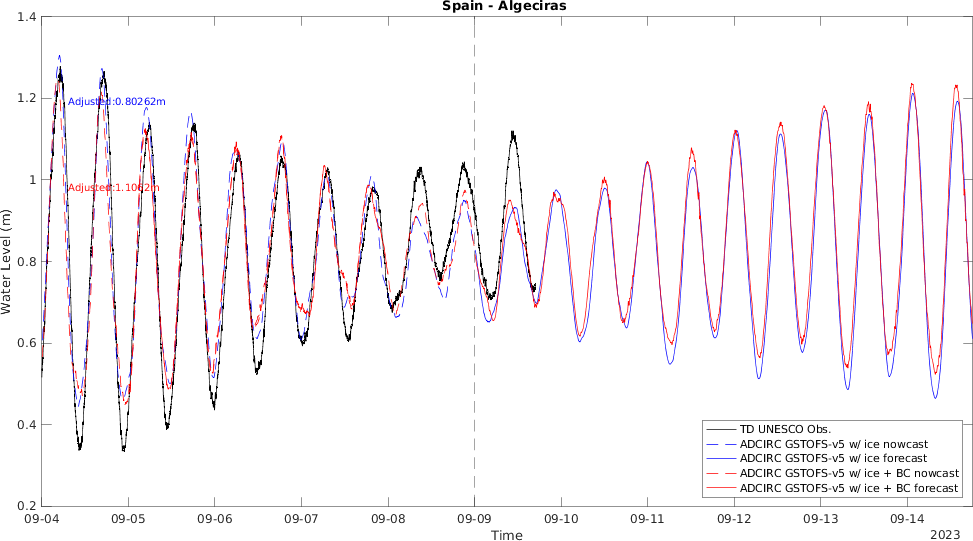 Spain - Algeciras
1.4
1.2
1
0.8
0.6
0.4
0.2
Water Level (m)
Adjusted:0.80262m
Adjusted:1.1062m
TD UNESCO Obs.
ADCIRC GSTOFS-v5 w/ ice nowcast
ADCIRC GSTOFS-v5 w/ ice forecast
ADCIRC GSTOFS-v5 w/ ice + BC nowcast
ADCIRC GSTOFS-v5 w/ ice + BC forecast
09-04 09-05 09-06 09-07 09-08 09-09 09-10 09-11 09-12 09-13 09-14
Time
2023